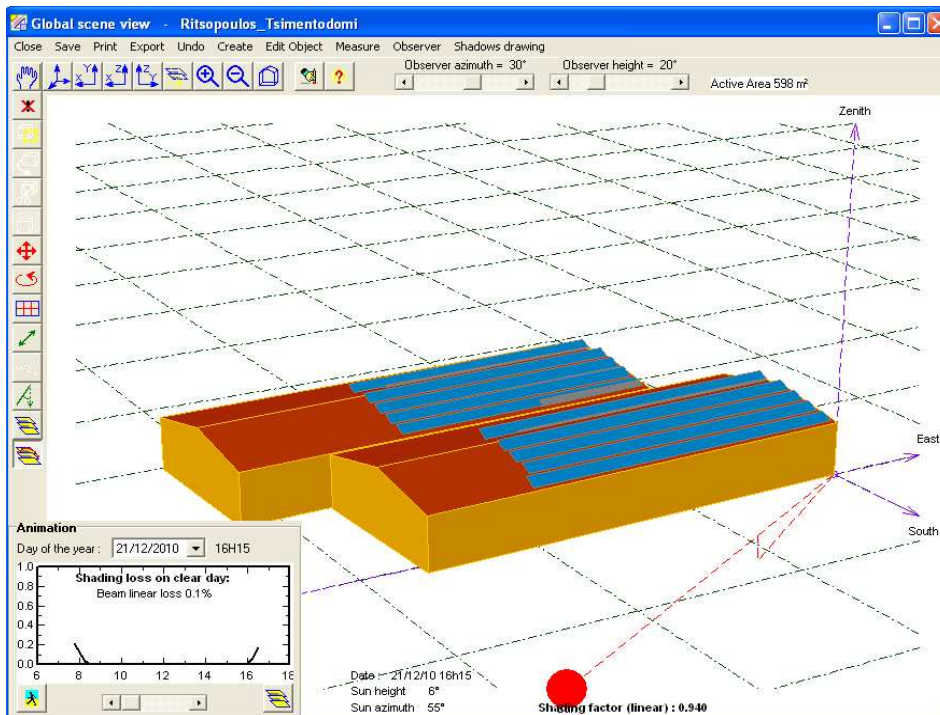 Global scene view - Ritsopoulos_Tsimentodomi
Close Save Print Export Undo Create Edit Object Measure Observer Shadows drawing
Observer azimuth = 30° Observer height = 20°
Active Area 598 m²
Zenith
East
South
Animation
Day of the year : 21/12/2010 16H15
Shading loss on clear day:
Beam linear loss 0.1%
1.0
0.8
0.6
0.4
0.2
0.0
6 8 10 12 14 16 18
Date : 21/12/10 16h15
Sun height 6°
Sun azimuth 55°
Shading factor (linear) : 0.940